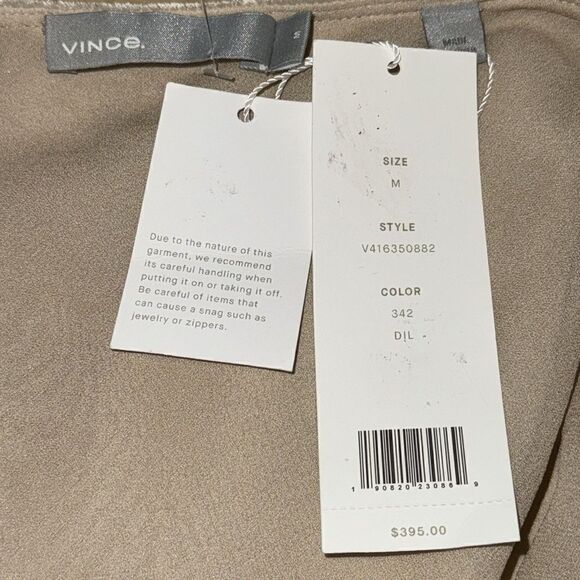 VINCE.
M
MADE
SIZE
M
STYLE
V416350882
COLOR
342
DIL
1 90820 23086 9
$395.00
Due to the nature of this
garment, we recommend
its careful handling when
putting it on or taking it off.
Be careful of items that
can cause a snag such as
jewelry or zippers.